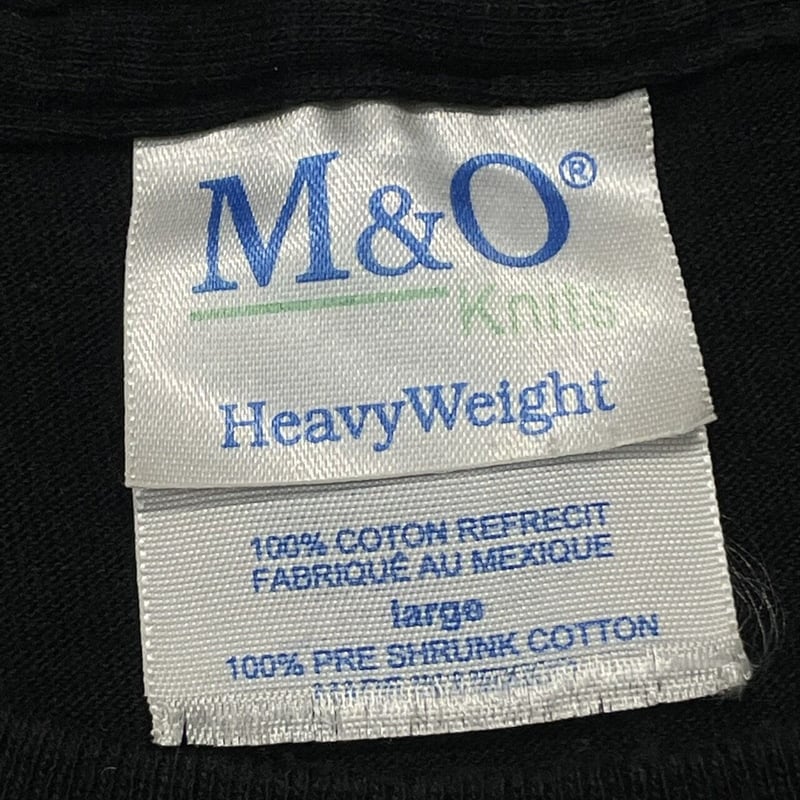 M&O®
Knits
HeavyWeight
100% COTON REFRECIT
FABRIQUÉ AU MEXIQUE
large
100% PRE SHRUNK COTTON